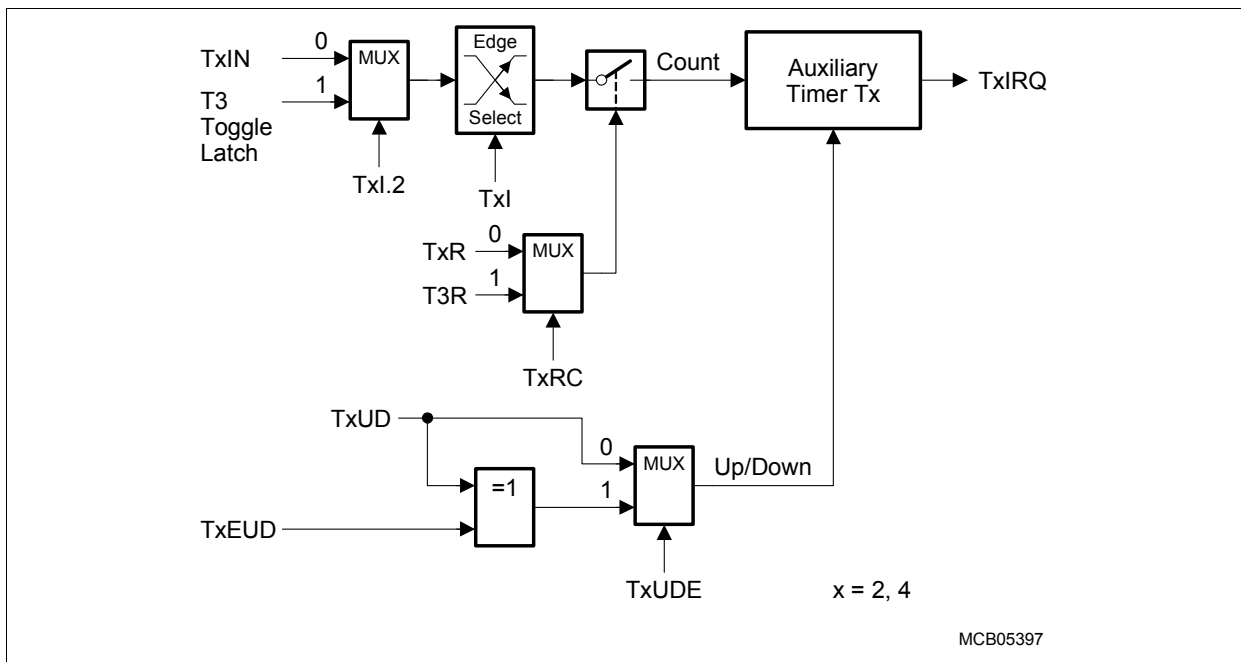 TxIN
0
MUX
T3
Toggle
Latch
1
TxI.2
Edge
Select
TxI
Count
Auxiliary
Timer Tx
TxIRQ
TxR
0
MUX
T3R
1
TxRC
TxUD
0
MUX
Up/Down
=1
1
TxEUD
TxUDE
x = 2, 4
MCB05397